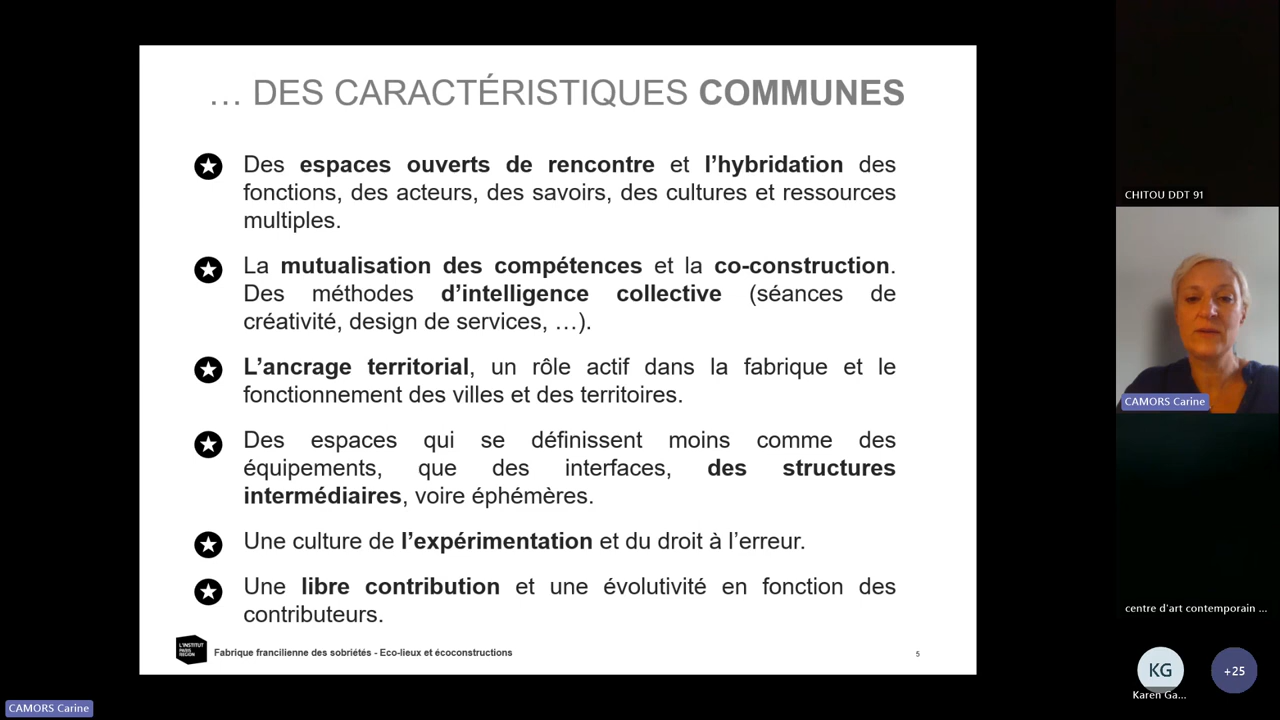 … DES CARACTÉRISTIQUES COMMUNES
Des espaces ouverts de rencontre et l’hybridation des
fonctions, des acteurs, des savoirs, des cultures et ressources
multiples.
La mutualisation des compétences et la co-construction.
Des méthodes d’intelligence collective (séances de
créativité, design de services, …).
L’ancrage territorial, un rôle actif dans la fabrique et le
fonctionnement des villes et des territoires.
Des espaces qui se définissent moins comme des
équipements, que des interfaces, des structures
intermédiaires, voire éphémères.
Une culture de l’expérimentation et du droit à l’erreur.
Une libre contribution et une évolutivité en fonction des
contributeurs.
L'INSTITUT
PARIS
REGION
Fabrique francilienne des sobriétés - Eco-lieux et écoconstructions
5
CHITOU DDT 91
CAMORS Carine
centre d'art contemporain ...
KG
+25
Karen Ga...
CAMORS Carine